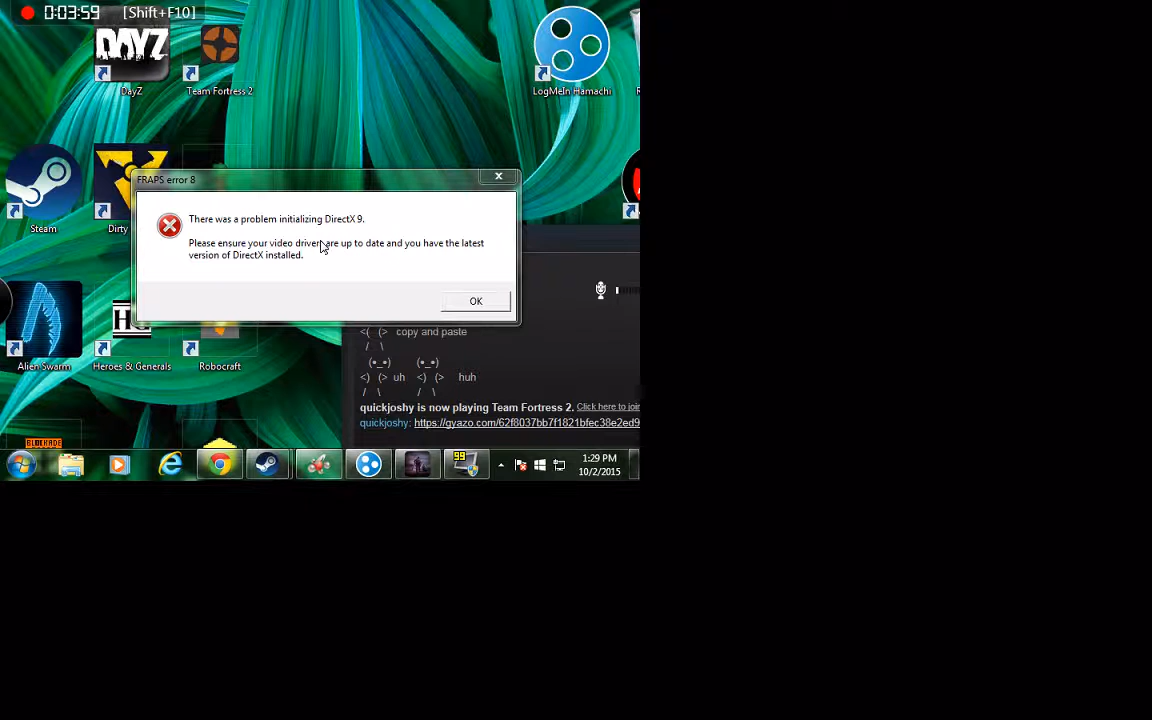 0:03:59 [Shift+F10]
DAYZ
DayZ
Team Fortress 2
LogMeIn Hamachi
Steam
Dirty
FRAPS error 8
There was a problem initializing DirectX 9.
Please ensure your video drivers are up to date and you have the latest
version of DirectX installed.
OK
Alien Swarm
Heroes & Generals
Robocraft
<( (> copy and paste
/ \
(•_•) (•_•)
<) (> uh <) (> huh
/ \ / \
quickjoshy is now playing Team Fortress 2. Click here to join
quickjoshy: https://gyazo.com/62f8037bb7f1821bfec38e2ed9
BLOCKADE
99
1:29 PM
10/2/2015